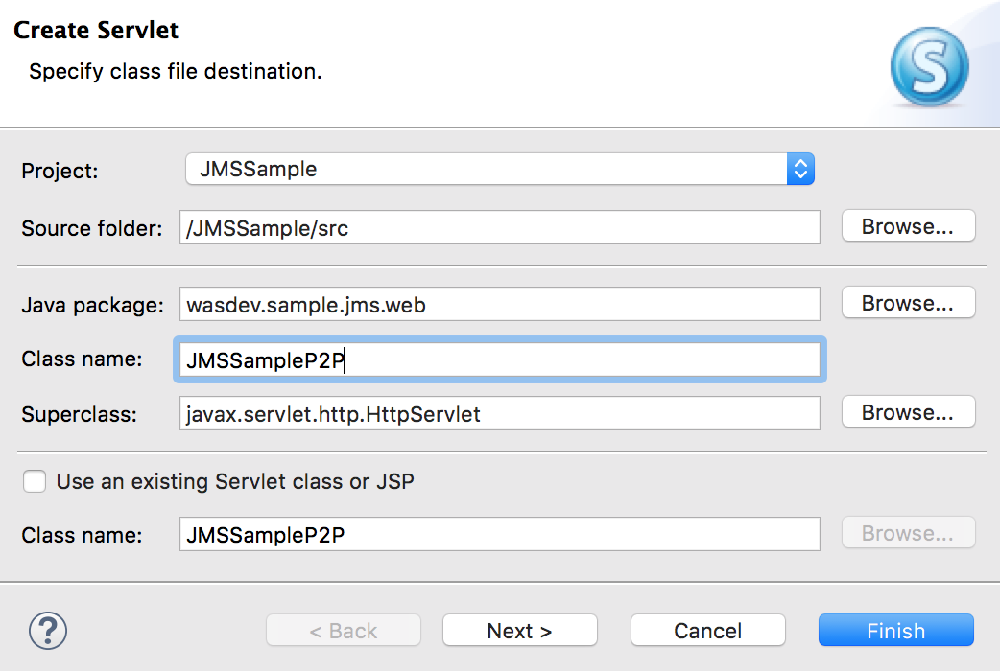 Create Servlet
Specify class file destination.
S
Project: JMSSample
Source folder: /JMSSample/src Browse...
Java package: wasdev.sample.jms.web Browse...
Class name: JMSSampleP2P
Superclass: javax.servlet.http.HttpServlet Browse...
Use an existing Servlet class or JSP
Class name: JMSSampleP2P Browse...
? < Back Next > Cancel Finish